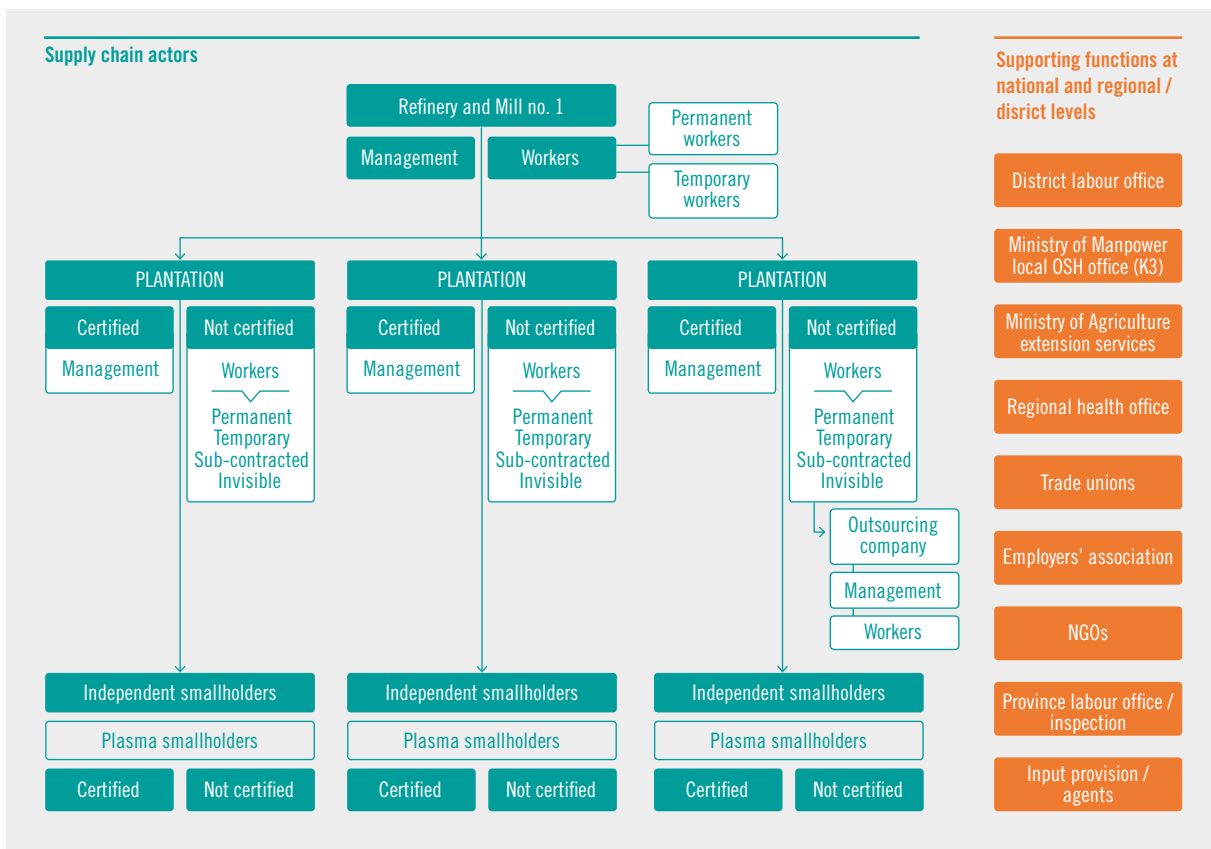 Supply chain actors
Refinery and Mill no. 1
Management
Workers
Permanent
workers
Temporary
workers
PLANTATION
Certified
Not certified
Management
Workers
Permanent
Temporary
Sub-contracted
Invisible
PLANTATION
Certified
Not certified
Management
Workers
Permanent
Temporary
Sub-contracted
Invisible
PLANTATION
Certified
Not certified
Management
Workers
Permanent
Temporary
Sub-contracted
Invisible
Outsourcing
company
Management
Workers
Independent smallholders
Plasma smallholders
Certified
Not certified
Independent smallholders
Plasma smallholders
Certified
Not certified
Independent smallholders
Plasma smallholders
Certified
Not certified
Supporting functions at
national and regional /
disrict levels
District labour office
Ministry of Manpower
local OSH office (K3)
Ministry of Agriculture
extension services
Regional health office
Trade unions
Employers’ association
NGOs
Province labour office /
inspection
Input provision /
agents